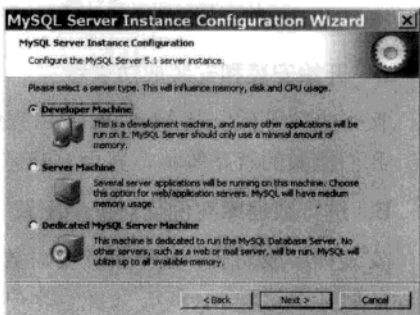 MySQL Server Instance Configuration Wizard
MySQL Server Instance Configuration
Configure the MySQL Server 5.1 server instance.
Please select a server type. This will influence memory, disk and CPU usage.
Developer Machine
This is a development machine, and many other applications will be
run on it. MySQL Server should only use a minimal amount of
memory.
Server Machine
Several server applications will be running on this machine. Choose
this option for web/application servers. MySQL will have medium
memory usage.
Dedicated MySQL Server Machine
This machine is dedicated to run the MySQL Database Server. No
other servers, such as a web or mail server, will be run. MySQL will
utilize up to all available memory.
< Back
Next >
Cancel